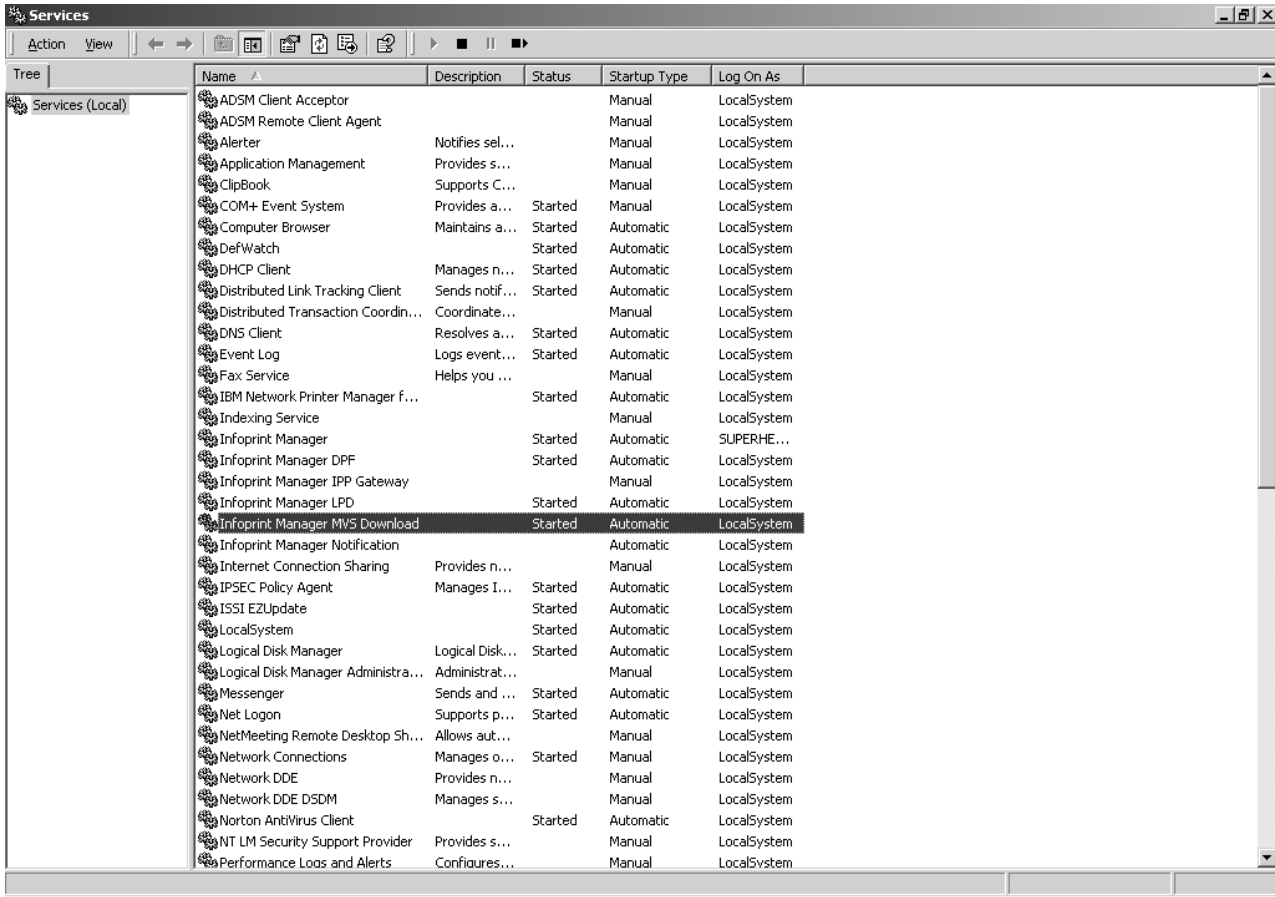 Services
Action View
Tree
Services (Local)
Name Description Status Startup Type Log On As
ADSM Client Acceptor Manual LocalSystem
ADSM Remote Client Agent Manual LocalSystem
Alerter Notifies sel... Manual LocalSystem
Application Management Provides s... Manual LocalSystem
ClipBook Supports C... Manual LocalSystem
COM+ Event System Provides a... Started Manual LocalSystem
Computer Browser Maintains a... Started Automatic LocalSystem
DefWatch Started Automatic LocalSystem
DHCP Client Manages n... Started Automatic LocalSystem
Distributed Link Tracking Client Sends notif... Started Automatic LocalSystem
Distributed Transaction Coordin... Coordinate... Manual LocalSystem
DNS Client Resolves a... Started Automatic LocalSystem
Event Log Logs event... Started Automatic LocalSystem
Fax Service Helps you ... Manual LocalSystem
IBM Network Printer Manager f... Started Automatic LocalSystem
Indexing Service Manual LocalSystem
Infoprint Manager Started Automatic SUPERHE...
Infoprint Manager DPF Started Automatic LocalSystem
Infoprint Manager IPP Gateway Manual LocalSystem
Infoprint Manager LPD Started Automatic LocalSystem
Infoprint Manager MVS Download Started Automatic LocalSystem
Infoprint Manager Notification Automatic LocalSystem
Internet Connection Sharing Provides n... Manual LocalSystem
IPSEC Policy Agent Manages I... Started Automatic LocalSystem
ISSI EZUpdate Started Automatic LocalSystem
LocalSystem Started Automatic LocalSystem
Logical Disk Manager Logical Disk... Started Automatic LocalSystem
Logical Disk Manager Administra... Administrat... Manual LocalSystem
Messenger Sends and ... Started Automatic LocalSystem
Net Logon Supports p... Started Automatic LocalSystem
NetMeeting Remote Desktop Sh... Allows aut... Manual LocalSystem
Network Connections Manages o... Started Manual LocalSystem
Network DDE Provides n... Manual LocalSystem
Network DDE DSDM Manages s... Manual LocalSystem
Norton AntiVirus Client Started Automatic LocalSystem
NT LM Security Support Provider Provides s... Manual LocalSystem
Performance Logs and Alerts Configures... Manual LocalSystem